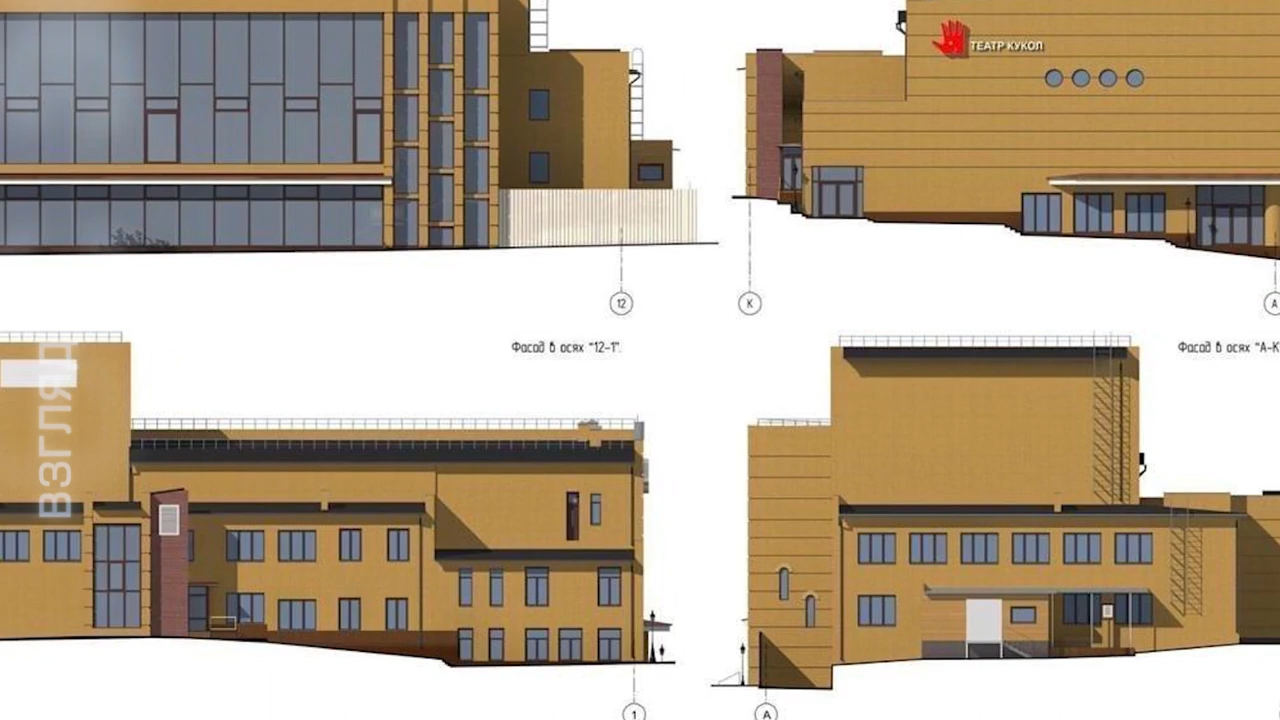 ТЕАТР КУКОЛ
12
К
А
Фасад в осях "12-1".
Фасад в осях "А-К
ВЗГЛЯД
1
А